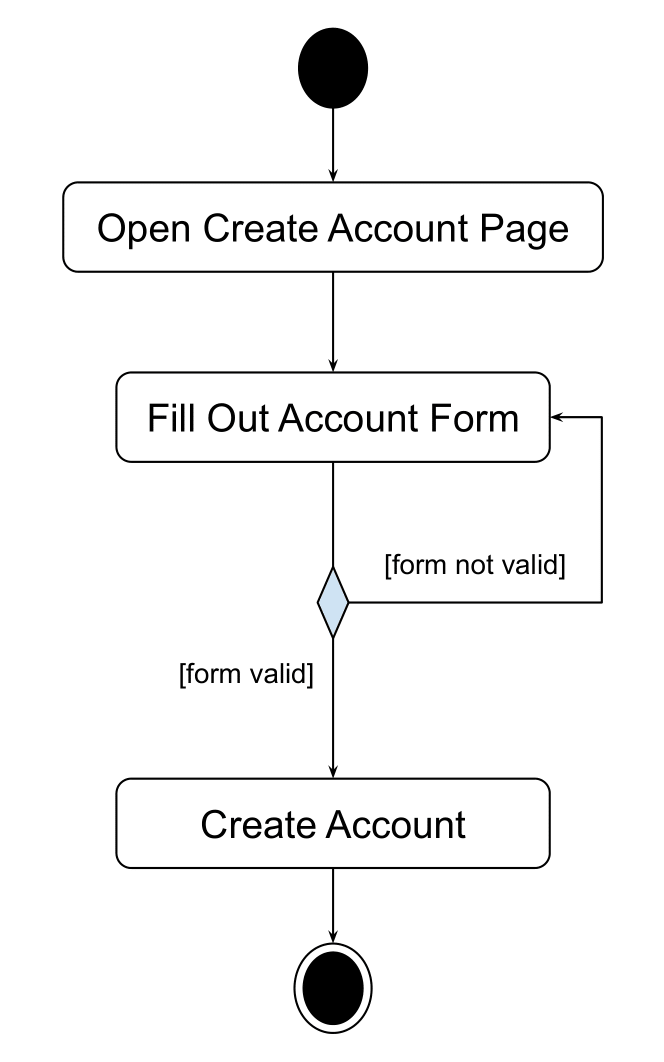 Open Create Account Page
Fill Out Account Form
[form not valid]
[form valid]
Create Account